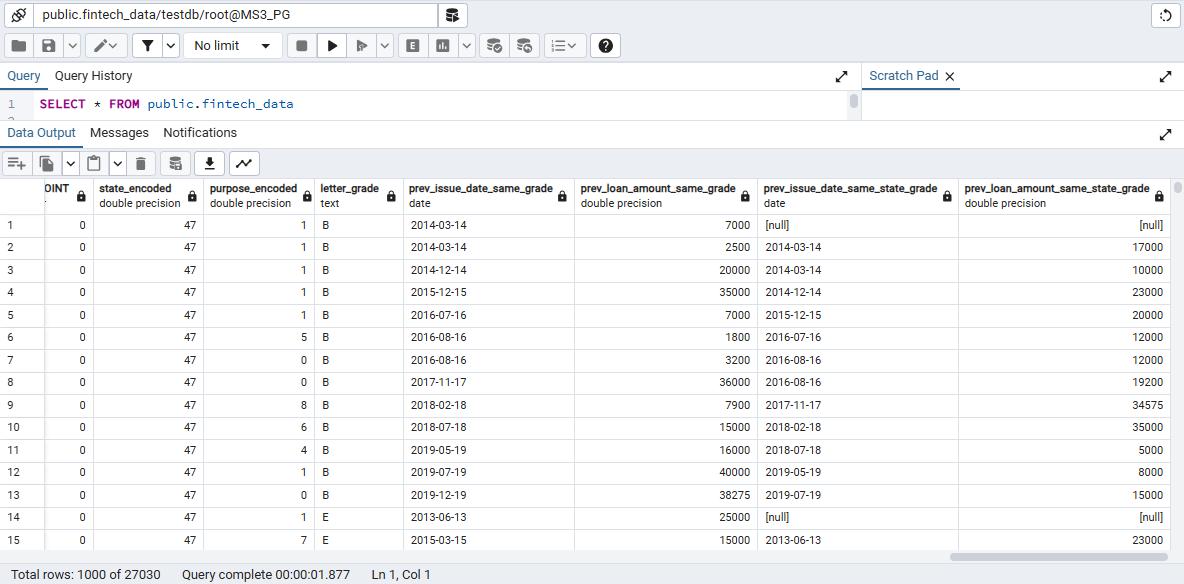 public.fintech_data/testdb/root@MS3_PG
No limit
E
Query Query History Scratch Pad
1 SELECT * FROM public.fintech_data
Data Output Messages Notifications
OINT state_encoded purpose_encoded letter_grade prev_issue_date_same_grade prev_loan_amount_same_grade prev_issue_date_same_state_grade prev_loan_amount_same_state_grade
double precision double precision text date double precision date double precision
1 0 47 1 B 2014-03-14 7000 [null] [null]
2 0 47 1 B 2014-03-14 2500 2014-03-14 17000
3 0 47 1 B 2014-12-14 20000 2014-03-14 10000
4 0 47 1 B 2015-12-15 35000 2014-12-14 23000
5 0 47 1 B 2016-07-16 7000 2015-12-15 20000
6 0 47 5 B 2016-08-16 1800 2016-07-16 12000
7 0 47 0 B 2016-08-16 3200 2016-08-16 12000
8 0 47 0 B 2017-11-17 36000 2016-08-16 19200
9 0 47 8 B 2018-02-18 7900 2017-11-17 34575
10 0 47 6 B 2018-07-18 15000 2018-02-18 35000
11 0 47 4 B 2019-05-19 16000 2018-07-18 5000
12 0 47 1 B 2019-07-19 40000 2019-05-19 8000
13 0 47 0 B 2019-12-19 38275 2019-07-19 15000
14 0 47 1 E 2013-06-13 25000 [null] [null]
15 0 47 7 E 2015-03-15 15000 2013-06-13 23000
Total rows: 1000 of 27030 Query complete 00:00:01.877 Ln 1, Col 1